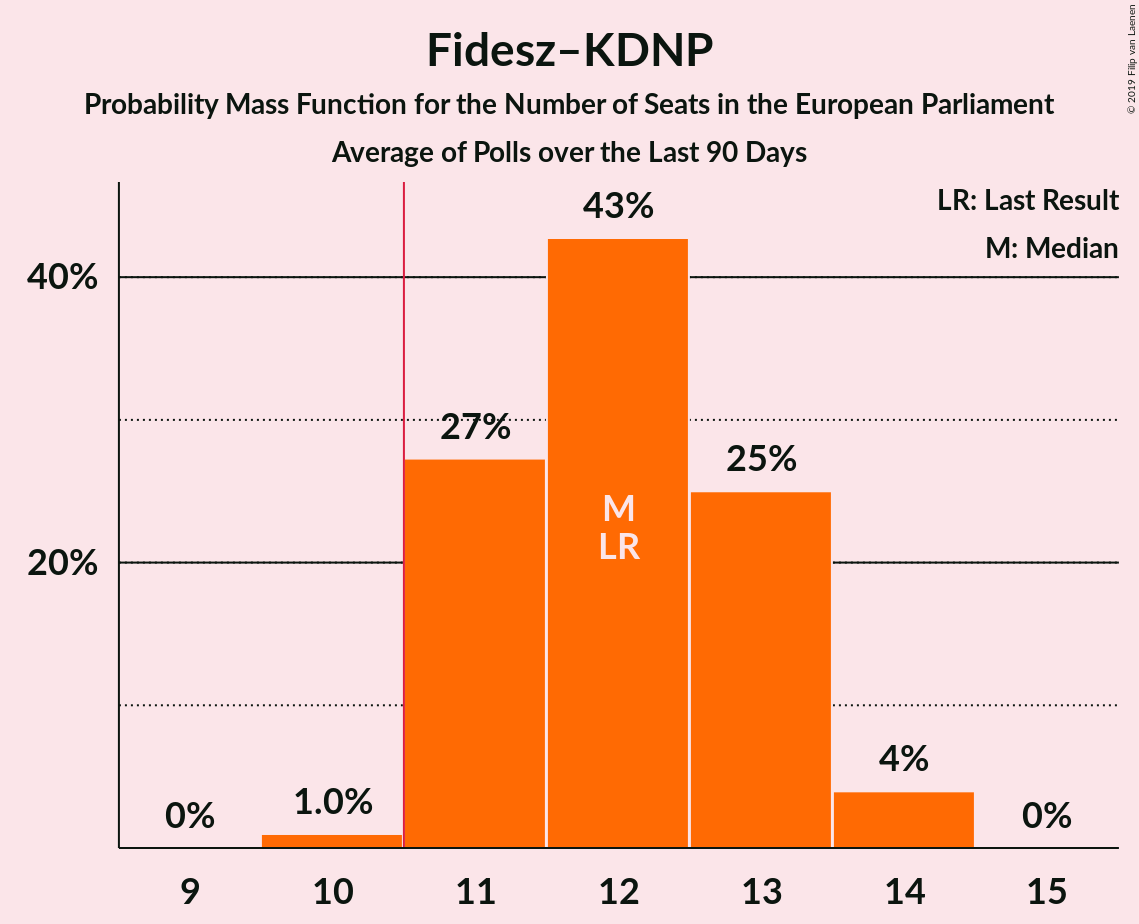 Fidesz–KDNP
Probability Mass Function for the Number of Seats in the European Parliament
Average of Polls over the Last 90 Days
© 2019 Filip van Laenen
LR: Last Result
M: Median
40%
20%
0%
1.0%
27%
43%
25%
4%
0%
M
LR
9
10
11
12
13
14
15